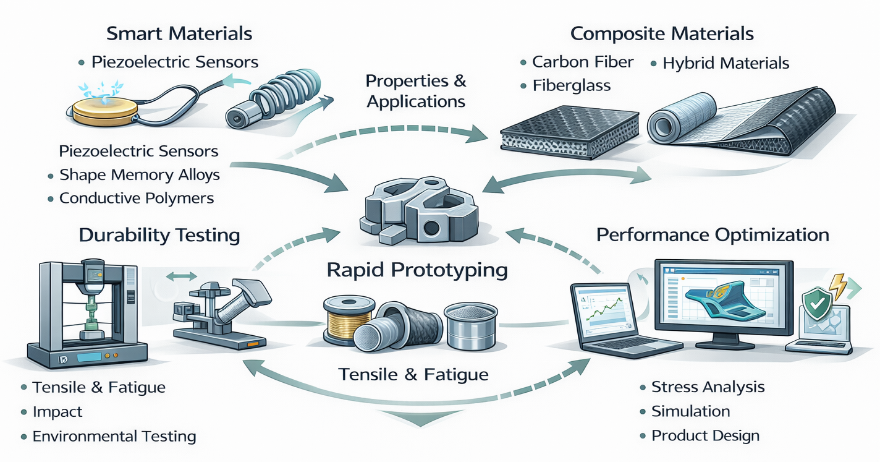 Smart Materials
• Piezoelectric Sensors
Piezoelectric Sensors
• Shape Memory Alloys
• Conductive Polymers
Properties &
Applications
Composite Materials
• Carbon Fiber
• Hybrid Materials
• Fiberglass
Durability Testing
Rapid Prototyping
Performance Optimization
Tensile & Fatigue
• Tensile & Fatigue
• Impact
• Environmental Testing
• Stress Analysis
• Simulation
• Product Design